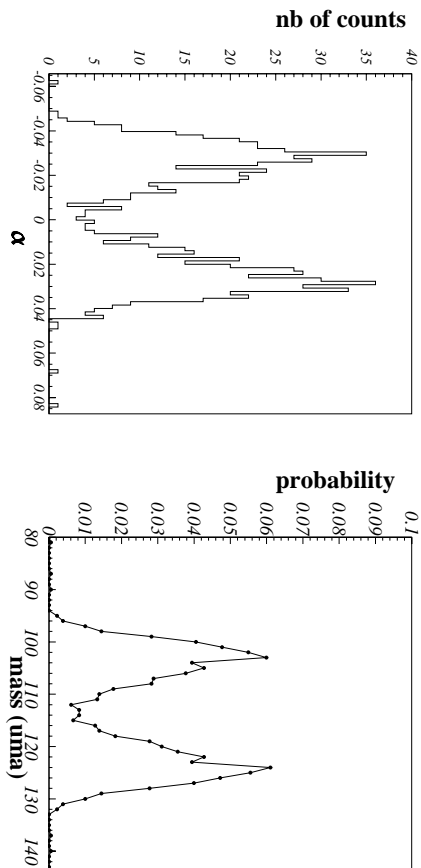 nb of counts
0 5 10 15 20 25 30 35 40
-0.06 -0.04 -0.02 0 0.02 0.04 0.06 0.08
α
probability
0 0.01 0.02 0.03 0.04 0.05 0.06 0.07 0.08 0.09 0.1
80 90 100 110 120 130 140
mass (uma)